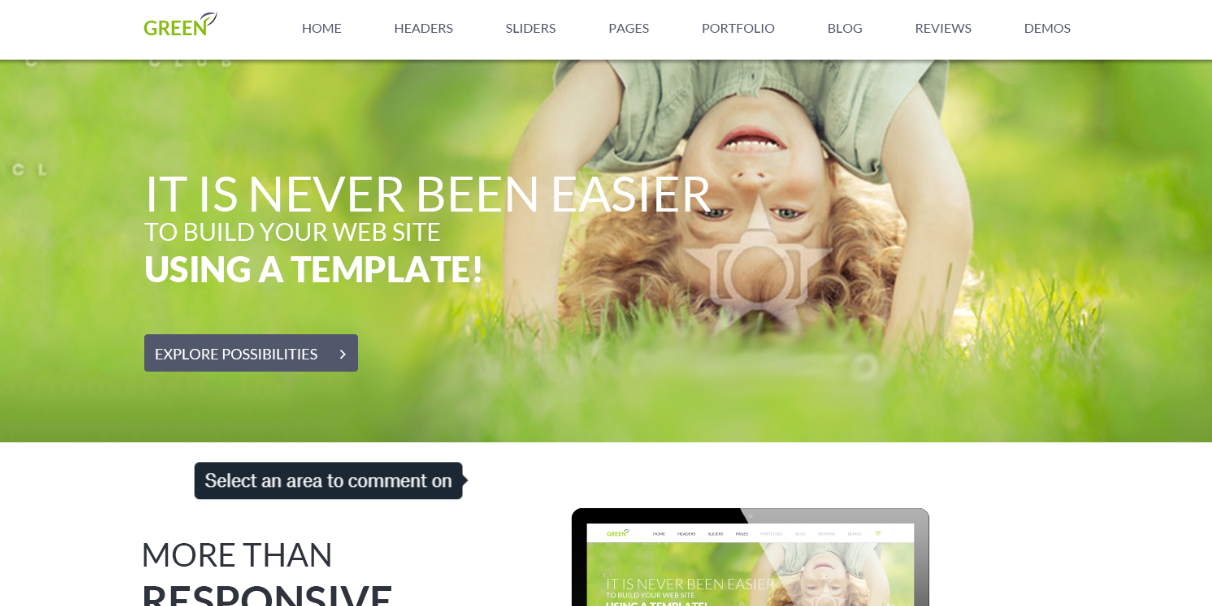 GREEN
HOME HEADERS SLIDERS PAGES PORTFOLIO BLOG REVIEWS DEMOS
C CLUB
C L
IT IS NEVER BEEN EASIER
TO BUILD YOUR WEB SITE
USING A TEMPLATE!
EXPLORE POSSIBILITIES
O
Select an area to comment on
MORE THAN
RESPONSIVE
GREEN HOME HEADERS SLIDERS PAGES PORTFOLIO BLOG REVIEWS DEMOS
IT IS NEVER BEEN EASIER
TO BUILD YOUR WEB SITE
USING A TEMPLATE!